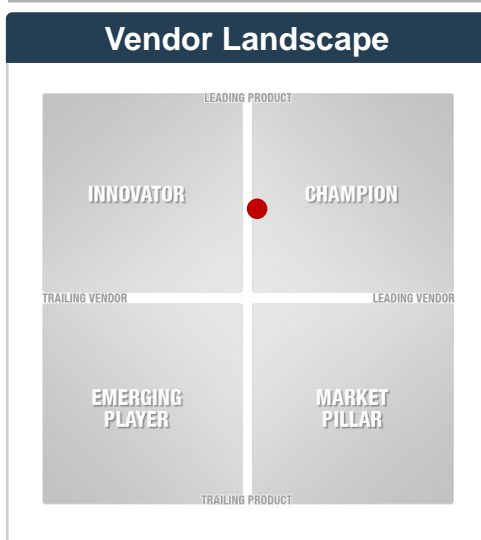 Vendor Landscape
LEADING PRODUCT
INNOVATOR
CHAMPION
TRAILING VENDOR
LEADING VENDOR
EMERGING
PLAYER
MARKET
PILLAR
TRAILING PRODUCT